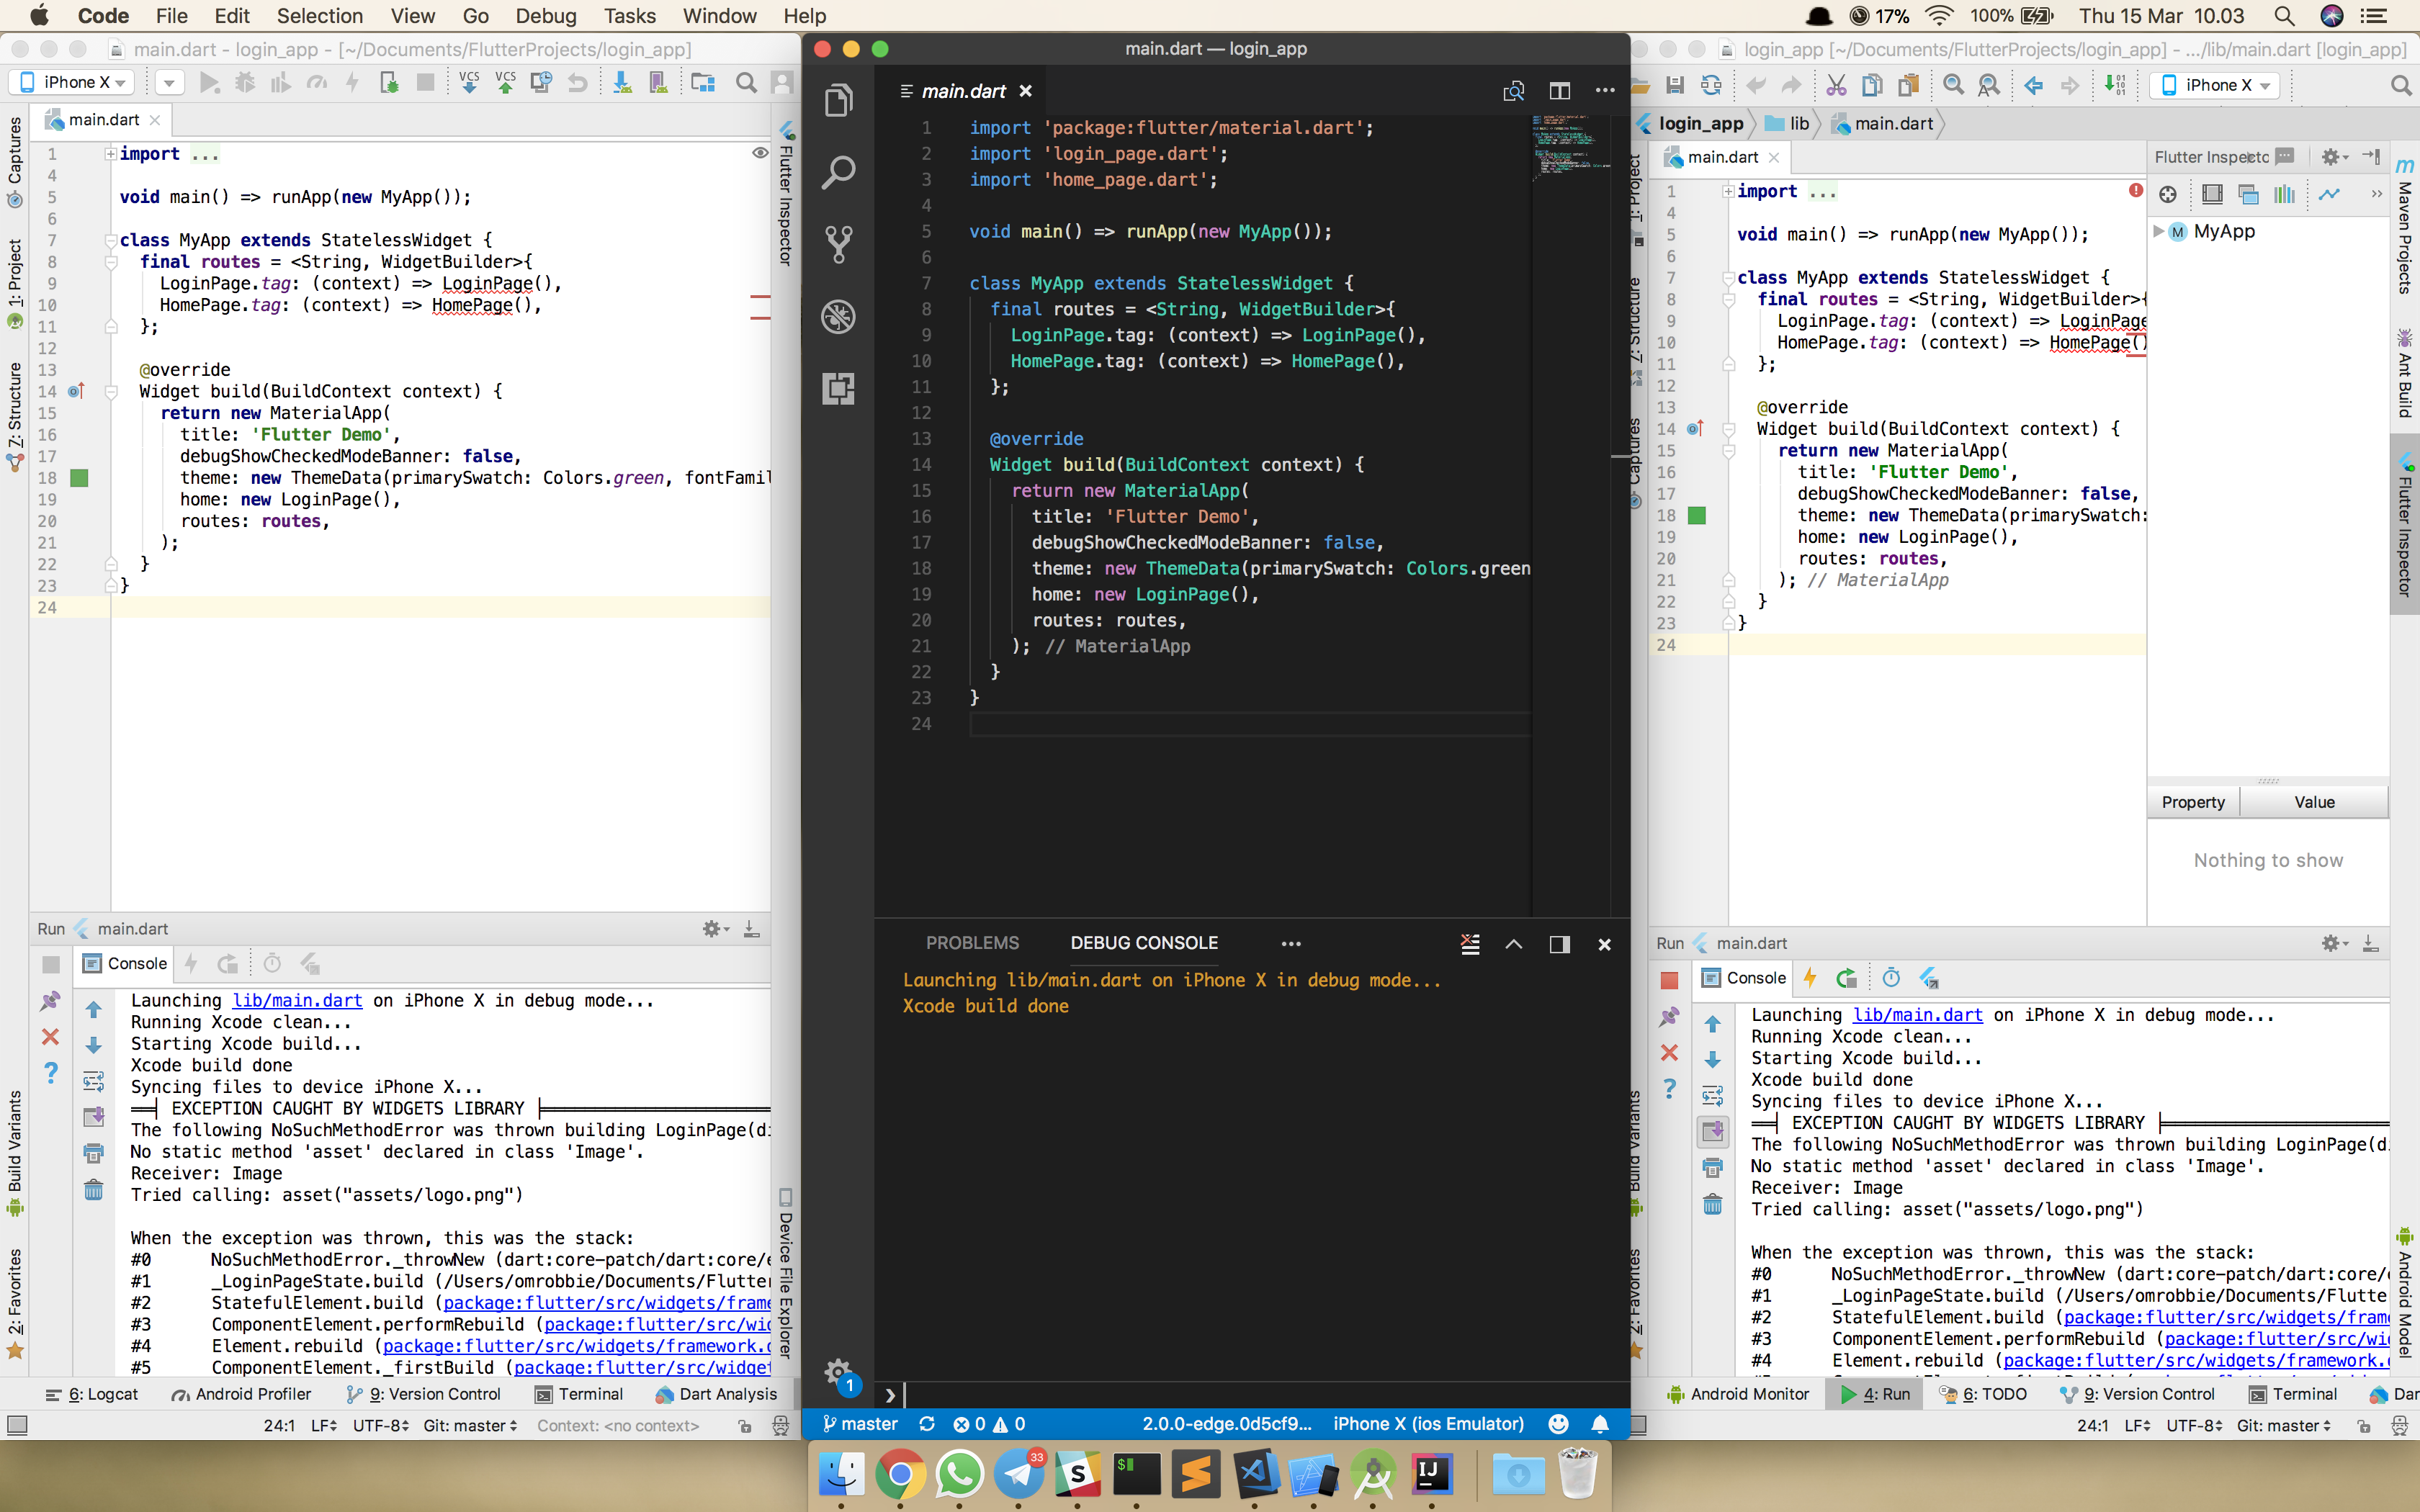 Code File Edit Selection View Go Debug Tasks Window Help
17% 100% Thu 15 Mar 10.03
main.dart - login_app - [~/Documents/FlutterProjects/login_app]
iPhone X
VCS VCS
main.dart
Captures
1: Project
7: Structure
Build Variants
2: Favorites
Flutter Inspector
Device File Explorer
1 import ...
4
5 void main() => runApp(new MyApp());
6
7 class MyApp extends StatelessWidget {
8 final routes = <String, WidgetBuilder>{
9 LoginPage.tag: (context) => LoginPage(),
10 HomePage.tag: (context) => HomePage(),
11 };
12
13 @override
14 Widget build(BuildContext context) {
15 return new MaterialApp(
16 title: 'Flutter Demo',
17 debugShowCheckedModeBanner: false,
18 theme: new ThemeData(primarySwatch: Colors.green, fontFamil
19 home: new LoginPage(),
20 routes: routes,
21 );
22 }
23 }
24
Run main.dart
Console
Launching lib/main.dart on iPhone X in debug mode...
Running Xcode clean...
Starting Xcode build...
Xcode build done
Syncing files to device iPhone X...
EXCEPTION CAUGHT BY WIDGETS LIBRARY
The following NoSuchMethodError was thrown building LoginPage(di
No static method 'asset' declared in class 'Image'.
Receiver: Image
Tried calling: asset("assets/logo.png")
When the exception was thrown, this was the stack:
#0 NoSuchMethodError._throwNew (dart:core-patch/dart:core/e
#1 _LoginPageState.build (/Users/omrobbie/Documents/Flutter
#2 StatefulElement.build (package:flutter/src/widgets/frame
#3 ComponentElement.performRebuild (package:flutter/src/wid
#4 Element.rebuild (package:flutter/src/widgets/framework.d
#5 ComponentElement._firstBuild (package:flutter/src/widget
6: Logcat Android Profiler 9: Version Control Terminal Dart Analysis
24:1 LF UTF-8 Git: master Context: <no context>
main.dart — login_app
main.dart
1 import 'package:flutter/material.dart';
2 import 'login_page.dart';
3 import 'home_page.dart';
4
5 void main() => runApp(new MyApp());
6
7 class MyApp extends StatelessWidget {
8 final routes = <String, WidgetBuilder>{
9 LoginPage.tag: (context) => LoginPage(),
10 HomePage.tag: (context) => HomePage(),
11 };
12
13 @override
14 Widget build(BuildContext context) {
15 return new MaterialApp(
16 title: 'Flutter Demo',
17 debugShowCheckedModeBanner: false,
18 theme: new ThemeData(primarySwatch: Colors.green
19 home: new LoginPage(),
20 routes: routes,
21 ); // MaterialApp
22 }
23 }
24
PROBLEMS DEBUG CONSOLE
Launching lib/main.dart on iPhone X in debug mode...
Xcode build done
1
master 0 0 2.0.0-edge.0d5cf9... iPhone X (ios Emulator)
33
S
$
IJ
login_app [~/Documents/FlutterProjects/login_app] - .../lib/main.dart [login_app]
iPhone X
login_app lib main.dart
main.dart
1: Project
7: Structure
Captures
Build Variants
2: Favorites
1 import ...
4
5 void main() => runApp(new MyApp());
6
7 class MyApp extends StatelessWidget {
8 final routes = <String, WidgetBuilder>{
9 LoginPage.tag: (context) => LoginPage
10 HomePage.tag: (context) => HomePage()
11 };
12
13 @override
14 Widget build(BuildContext context) {
15 return new MaterialApp(
16 title: 'Flutter Demo',
17 debugShowCheckedModeBanner: false,
18 theme: new ThemeData(primarySwatch:
19 home: new LoginPage(),
20 routes: routes,
21 ); // MaterialApp
22 }
23 }
24
Flutter Inspector
M MyApp
Property Value
Nothing to show
m Maven Projects
Ant Build
Flutter Inspector
Android Model
Run main.dart
Console
Launching lib/main.dart on iPhone X in debug mode...
Running Xcode clean...
Starting Xcode build...
Xcode build done
Syncing files to device iPhone X...
EXCEPTION CAUGHT BY WIDGETS LIBRARY
The following NoSuchMethodError was thrown building LoginPage(di
No static method 'asset' declared in class 'Image'.
Receiver: Image
Tried calling: asset("assets/logo.png")
When the exception was thrown, this was the stack:
#0 NoSuchMethodError._throwNew (dart:core-patch/dart:core/e
#1 _LoginPageState.build (/Users/omrobbie/Documents/Flutte
#2 StatefulElement.build (package:flutter/src/widgets/fram
#3 ComponentElement.performRebuild (package:flutter/src/wi
#4 Element.rebuild (package:flutter/src/widgets/framework.
Android Monitor 4: Run 6: TODO 9: Version Control Terminal Dar
24:1 LF UTF-8 Git: master